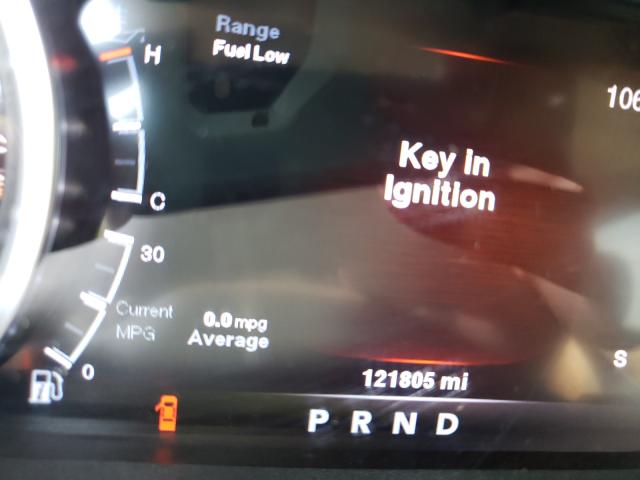 Range
Fuel Low
H
106
Key in
Ignition
C
30
Current
MPG
0.0 mpg
Average
0
121805 mi
S
P R N D